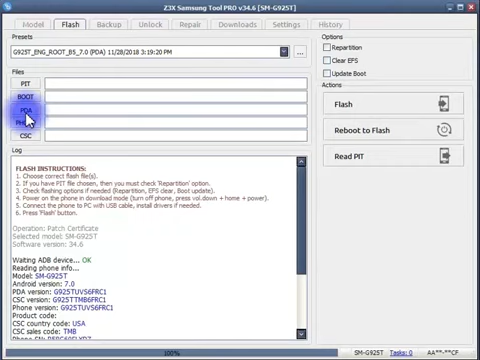 Z3X Samsung Tool PRO v34.6 [SM-G925T]
Model Flash Backup Unlock Repair Downloads Settings History
Presets
G925T_ENG_ROOT_B5_7.0 (PDA) 11/28/2018 3:19:20 PM
...
Files
PIT
BOOT
PDA
PHONE
CSC
Log
FLASH INSTRUCTIONS:
1. Choose correct flash file(s).
2. If you have PIT file chosen, then you must check 'Repartition' option.
3. Check flashing options if needed (Repartition, EFS clear, Boot update).
4. Power on the phone in download mode (turn off phone, press vol.down + home + power).
5. Connect the phone to PC with USB cable, install drivers if needed.
6. Press 'Flash' button.
Operation: Patch Certificate
Selected model: SM-G925T
Software version: 34.6
Waiting ADB device... OK
Reading phone info...
Model: SM-G925T
Android version: 7.0
PDA version: G925TUVS6FRC1
CSC version: G925TTMB6FRC1
Phone version: G925TUVS6FRC1
Product code:
CSC country code: USA
CSC sales code: TMB
Options
Repartition
Clear EFS
Update Boot
Actions
Flash
Reboot to Flash
Read PIT
100%
SM-G925T Tasks: 0 AA**-**CF